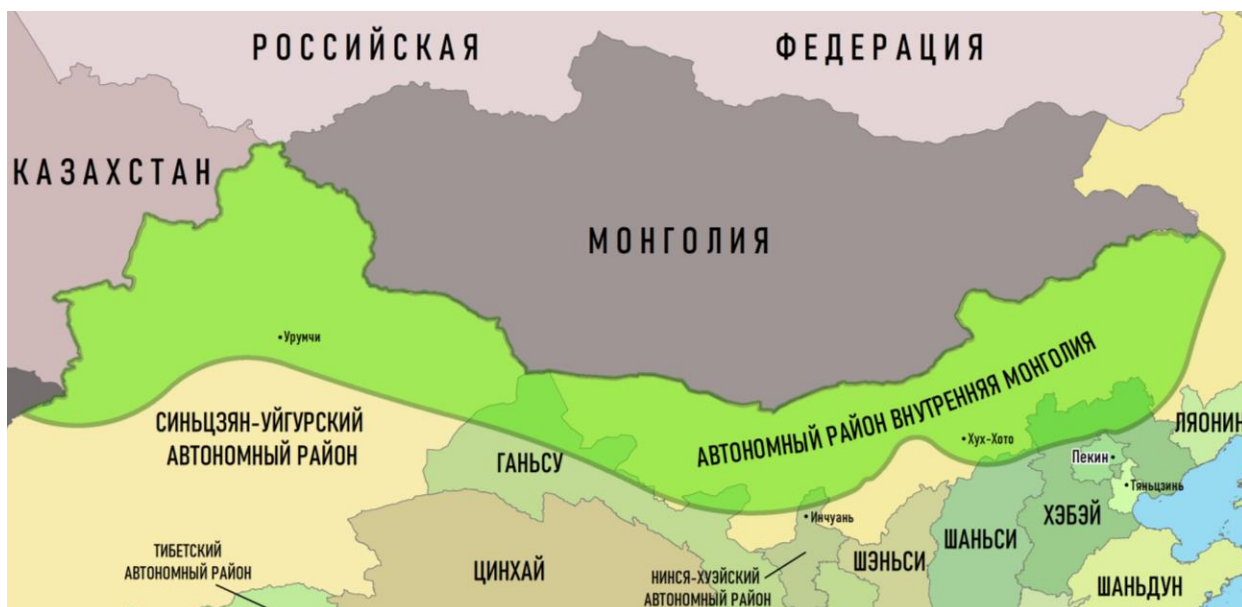 РОССИЙСКАЯ ФЕДЕРАЦИЯ
КАЗАХСТАН
МОНГОЛИЯ
Урумчи
АВТОНОМНЫЙ РАЙОН ВНУТРЕННЯЯ МОНГОЛИЯ
СИНЬЦЗЯН-УЙГУРСКИЙ
АВТОНОМНЫЙ РАЙОН
ГАНЬСУ
Хух-Хото
ЛЯОНИН
Пекин
Тяньцзинь
Инчуань
ХЭБЭЙ
ШАНЬСИ
ШЭНЬСИ
ТИБЕТСКИЙ
АВТОНОМНЫЙ РАЙОН
ЦИНХАЙ
НИНСЯ-ХУЭЙСКИЙ
АВТОНОМНЫЙ РАЙОН
ШАНЬДУН